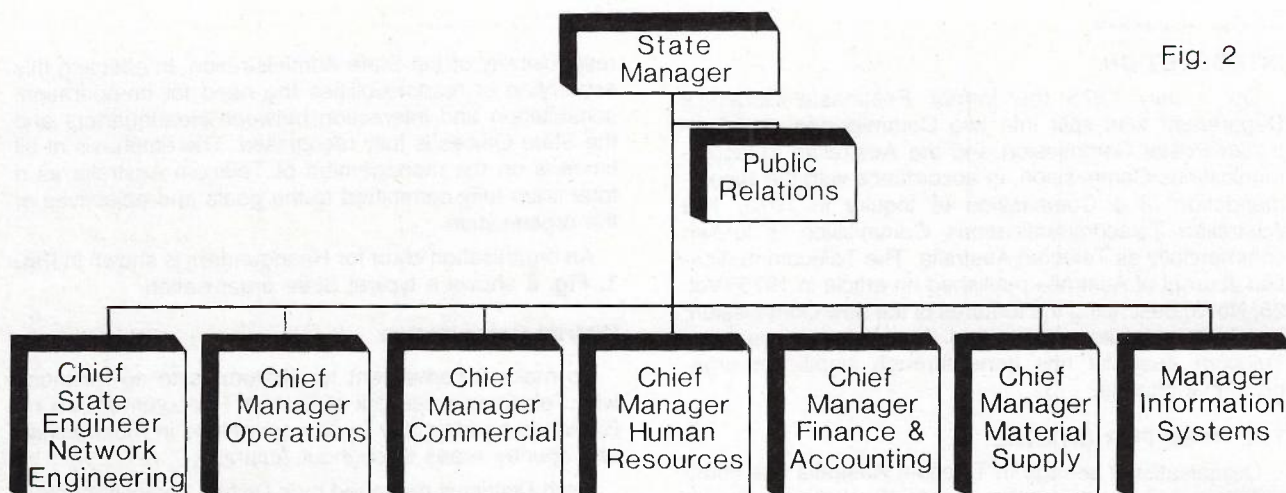 State
Manager
Fig. 2
Public
Relations
Chief
State
Engineer
Network
Engineering
Chief
Manager
Operations
Chief
Manager
Commercial
Chief
Manager
Human
Resources
Chief
Manager
Finance &
Accounting
Chief
Manager
Material
Supply
Manager
Information
Systems